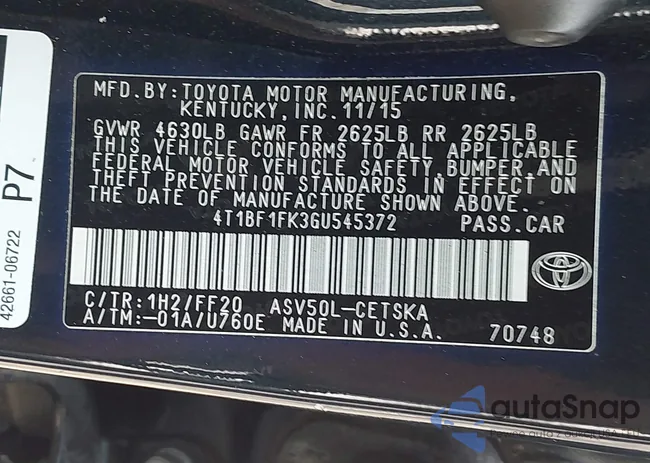 MFD.BY:TOYOTA MOTOR MANUFACTURING,
KENTUCKY,INC.11/15
GVWR 4630LB GAWR FR 2625LB RR 2625LB
THIS VEHICLE CONFORMS TO ALL APPLICABLE
FEDERAL MOTOR VEHICLE SAFETY,BUMPER,AND
THEFT PREVENTION STANDARDS IN EFFECT ON
THE DATE OF MANUFACTURE SHOWN ABOVE.
4T1BF1FK3GU545372 PASS.CAR
C/TR:1H2/FF20 ASV50L-CETSKA
A/TM:-01A/U760E MADE IN U.S.A. 70748
P7
42661-06722
autaSnap